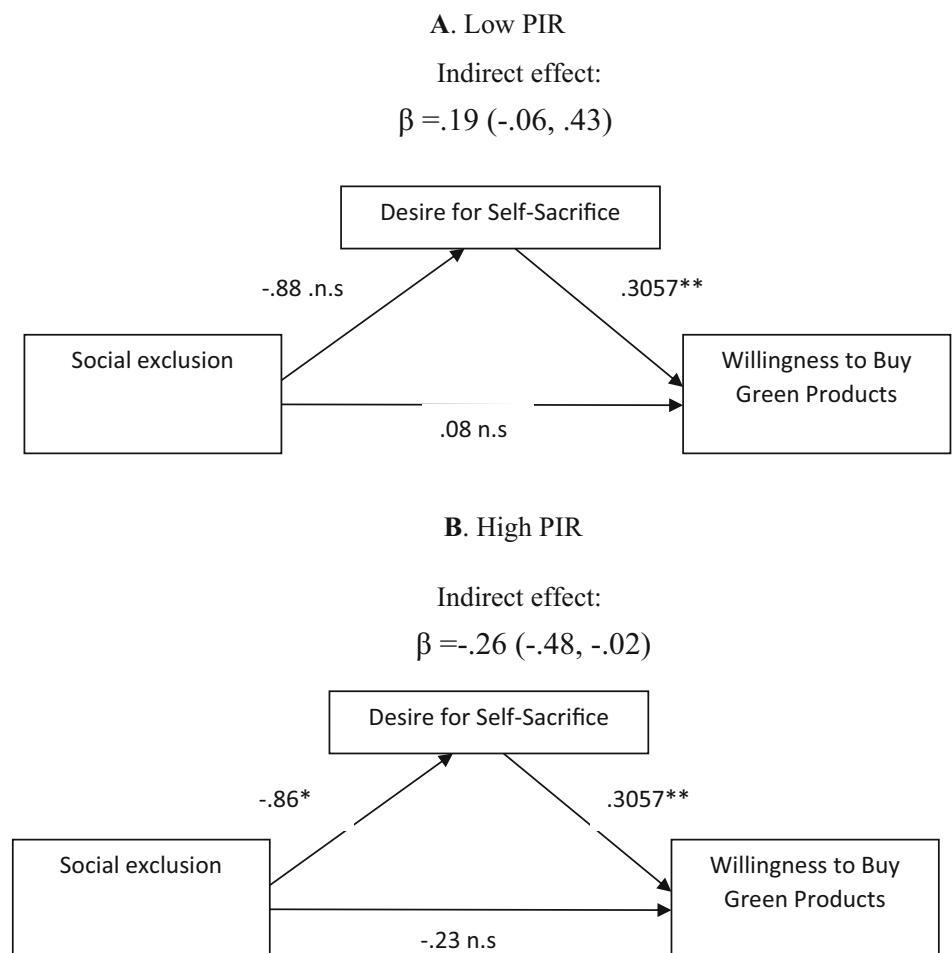 A. Low PIR
Indirect effect:
β =.19 (-.06, .43)
Desire for Self-Sacrifice
-.88 .n.s
.3057**
Social exclusion
Willingness to Buy
Green Products
.08 n.s
B. High PIR
Indirect effect:
β =-.26 (-.48, -.02)
Desire for Self-Sacrifice
-.86*
.3057**
Social exclusion
Willingness to Buy
Green Products
-.23 n.s